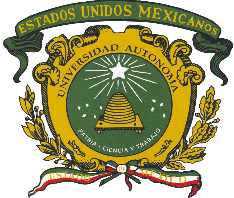 ESTADOS UNIDOS MEXICANOS
UNIVERSIDAD AUTONOMA
PATRIA · CIENCIA Y TRABAJO